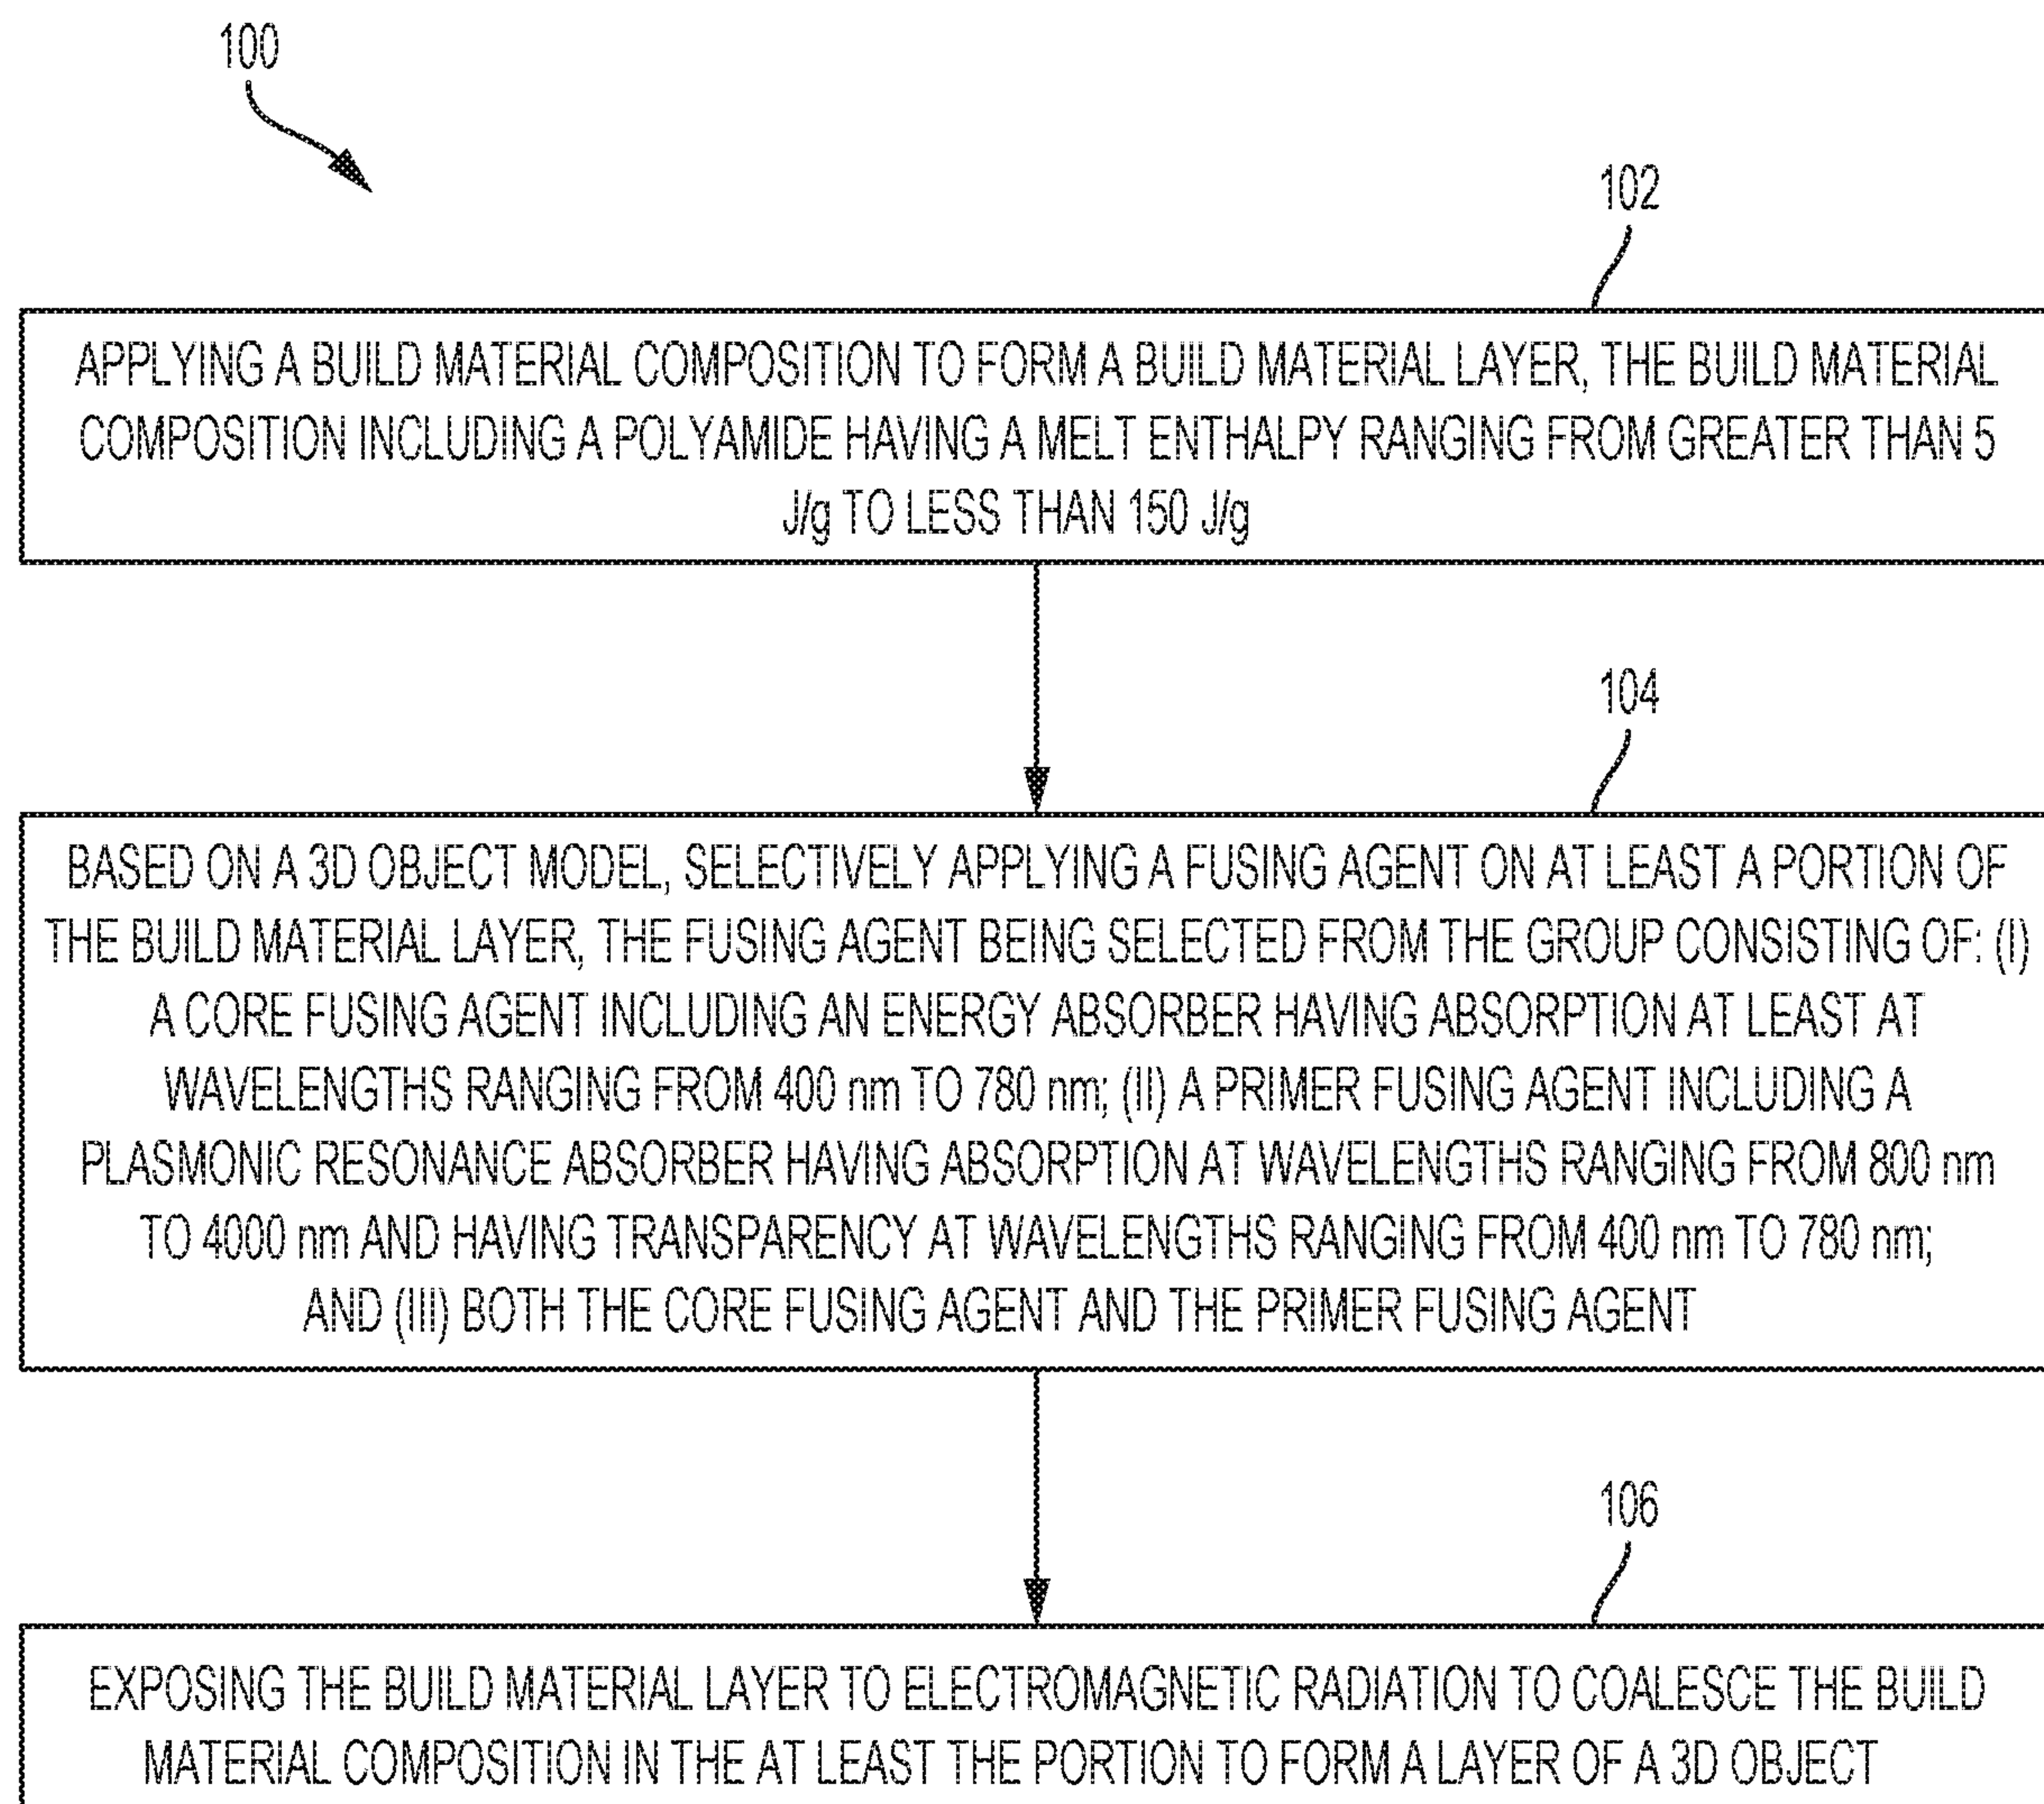 100
102
APPLYING A BUILD MATERIAL COMPOSITION TO FORM A BUILD MATERIAL LAYER, THE BUILD MATERIAL
COMPOSITION INCLUDING A POLYAMIDE HAVING A MELT ENTHALPY RANGING FROM GREATER THAN 5
J/g TO LESS THAN 150 J/g
104
BASED ON A 3D OBJECT MODEL, SELECTIVELY APPLYING A FUSING AGENT ON AT LEAST A PORTION OF
THE BUILD MATERIAL LAYER, THE FUSING AGENT BEING SELECTED FROM THE GROUP CONSISTING OF: (I)
A CORE FUSING AGENT INCLUDING AN ENERGY ABSORBER HAVING ABSORPTION AT LEAST AT
WAVELENGTHS RANGING FROM 400 nm TO 780 nm; (II) A PRIMER FUSING AGENT INCLUDING A
PLASMONIC RESONANCE ABSORBER HAVING ABSORPTION AT WAVELENGTHS RANGING FROM 800 nm
TO 4000 nm AND HAVING TRANSPARENCY AT WAVELENGTHS RANGING FROM 400 nm TO 780 nm;
AND (III) BOTH THE CORE FUSING AGENT AND THE PRIMER FUSING AGENT
106
EXPOSING THE BUILD MATERIAL LAYER TO ELECTROMAGNETIC RADIATION TO COALESCE THE BUILD
MATERIAL COMPOSITION IN THE AT LEAST THE PORTION TO FORM A LAYER OF A 3D OBJECT